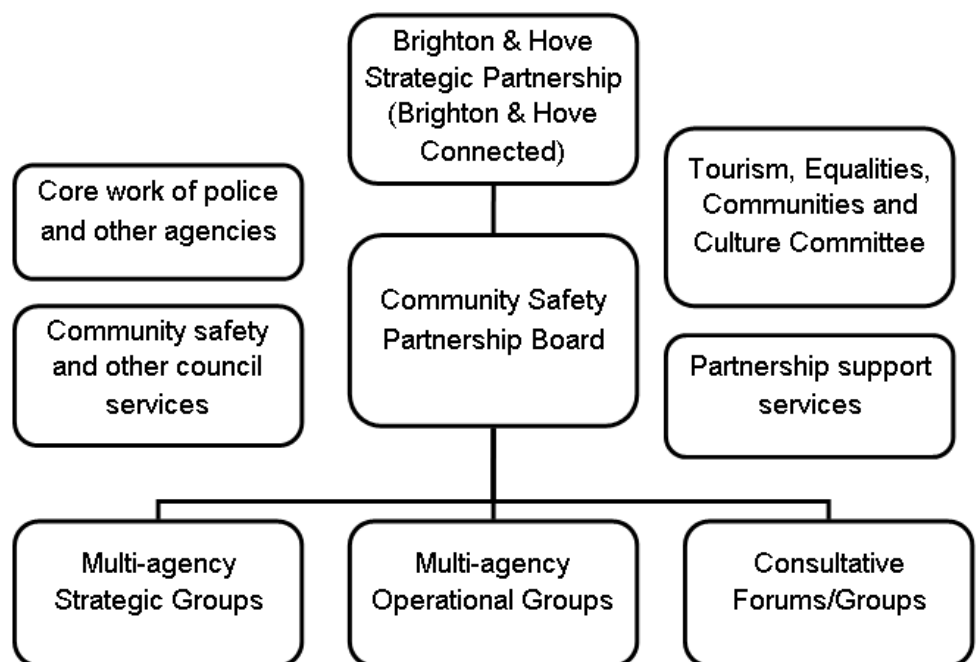 Brighton & Hove
Strategic Partnership
(Brighton & Hove
Connected)
Core work of police
and other agencies
Tourism, Equalities,
Communities and
Culture Committee
Community Safety
Partnership Board
Community safety
and other council
services
Partnership support
services
Multi-agency
Strategic Groups
Multi-agency
Operational Groups
Consultative
Forums/Groups